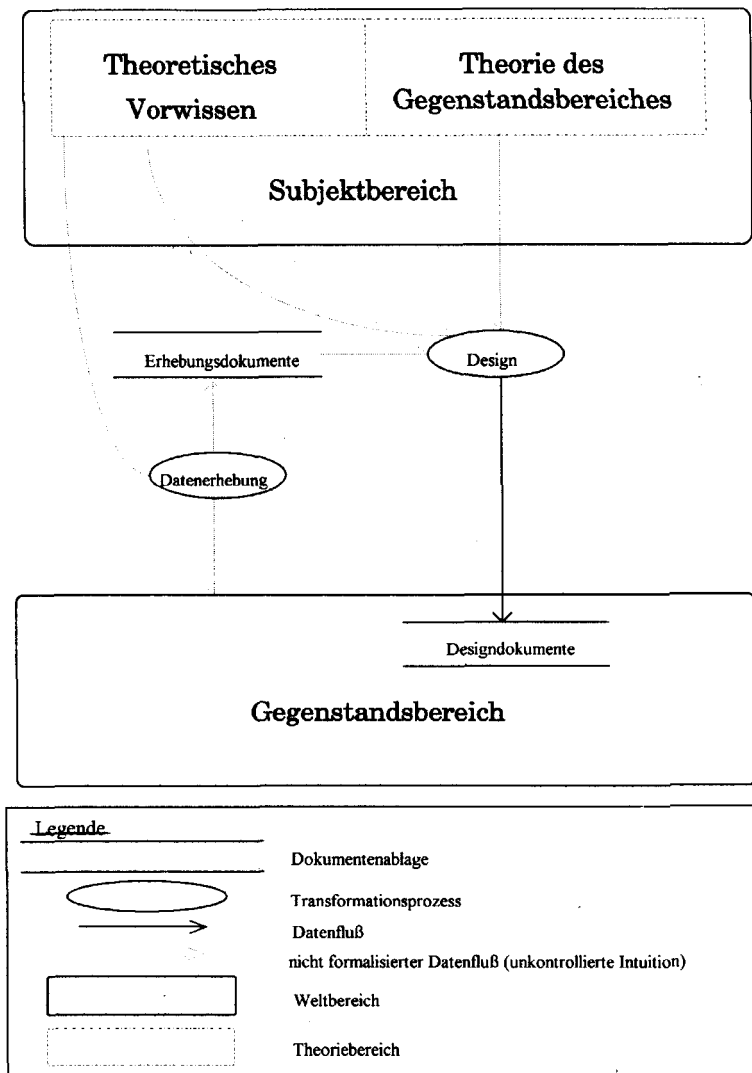 Theoretisches
Vorwissen
Theorie des
Gegenstandsbereiches
Subjektbereich
Erhebungsdokumente
Design
Datenerhebung
Designdokumente
Gegenstandsbereich
Legende
Dokumentenablage
Transformationsprozess
Datenfluß
nicht formalisierter Datenfluß (unkontrollierte Intuition)
Weltbereich
Theoriebereich